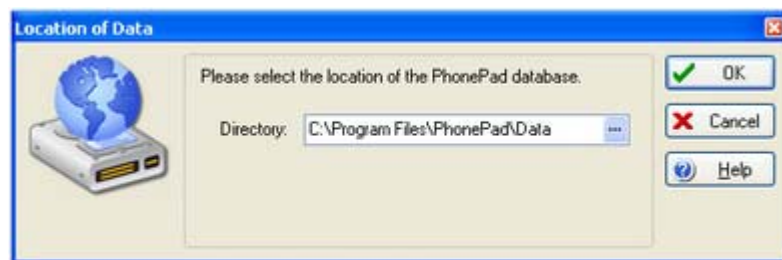 Location of Data
Please select the location of the PhonePad database.
Directory: C:\Program Files\PhonePad\Data ...
OK
Cancel
Help